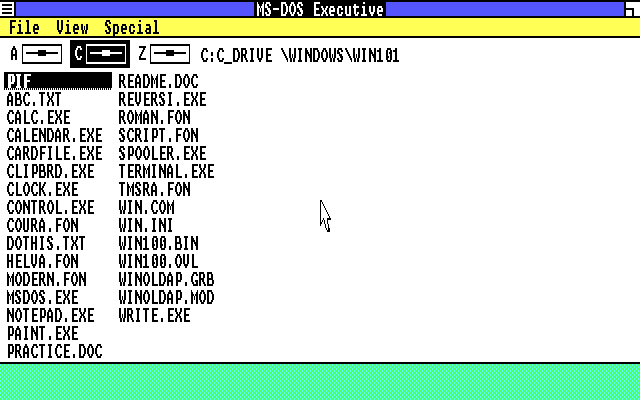 MS-DOS Executive
File View Special
A C Z C:C_DRIVE \WINDOWS\WIN101
PIF
ABC.TXT
CALC.EXE
CALENDAR.EXE
CARDFILE.EXE
CLIPBRD.EXE
CLOCK.EXE
CONTROL.EXE
COURA.FON
DOTHIS.TXT
HELVA.FON
MODERN.FON
MSDOS.EXE
NOTEPAD.EXE
PAINT.EXE
PRACTICE.DOC
README.DOC
REVERSI.EXE
ROMAN.FON
SCRIPT.FON
SPOOLER.EXE
TERMINAL.EXE
TMSRA.FON
WIN.COM
WIN.INI
WIN100.BIN
WIN100.OVL
WINOLDAP.GRB
WINOLDAP.MOD
WRITE.EXE